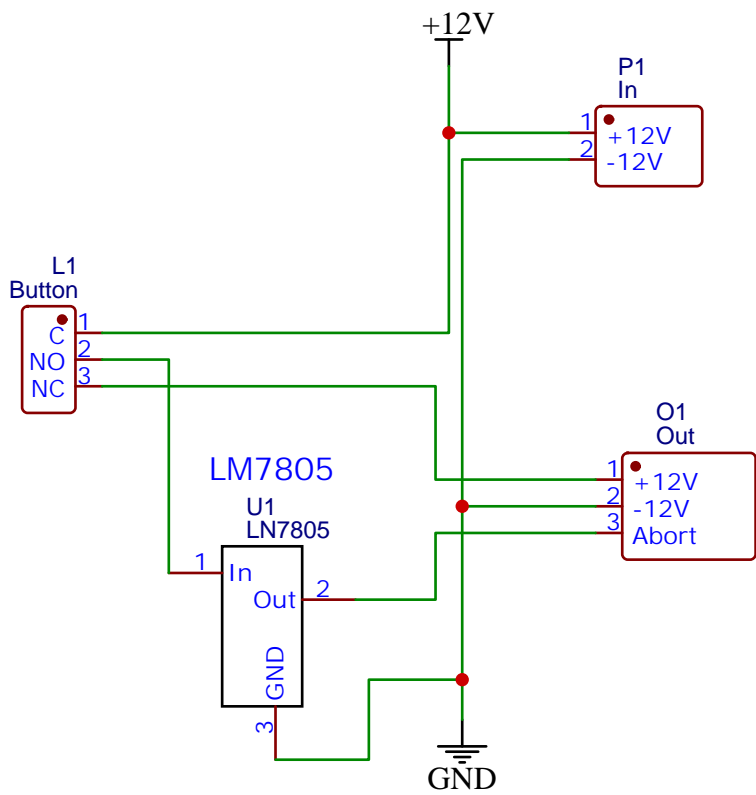 +12V
P1
In
1
+12V
2
-12V
L1
Button
C
1
NO
2
NC
3
O1
Out
1
+12V
2
-12V
3
Abort
LM7805
U1
LN7805
1
In
Out
2
GND
3
GND